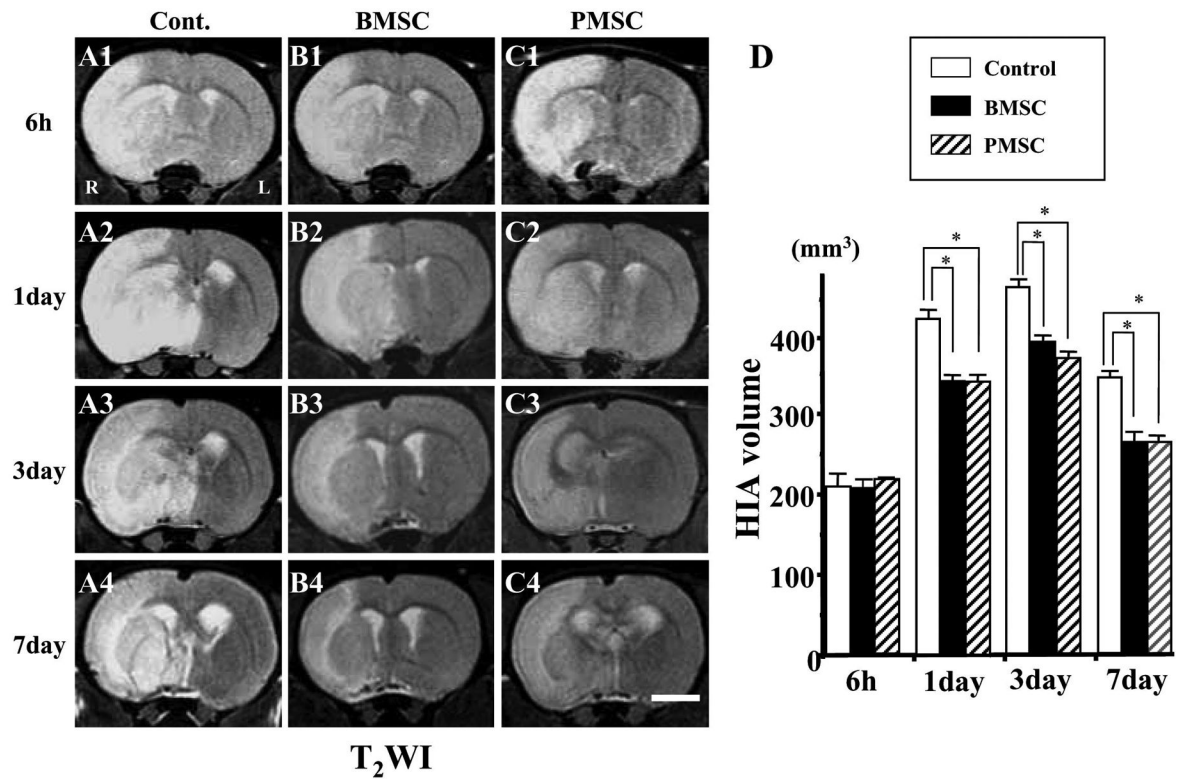 Cont. BMSC PMSC
6h
A1 B1 C1
R L
1day
A2 B2 C2
3day
A3 B3 C3
7day
A4 B4 C4
T₂WI
D
Control
BMSC
PMSC
(mm³)
HIA volume
400
300
200
100
0
* *
* *
* *
6h 1day 3day 7day